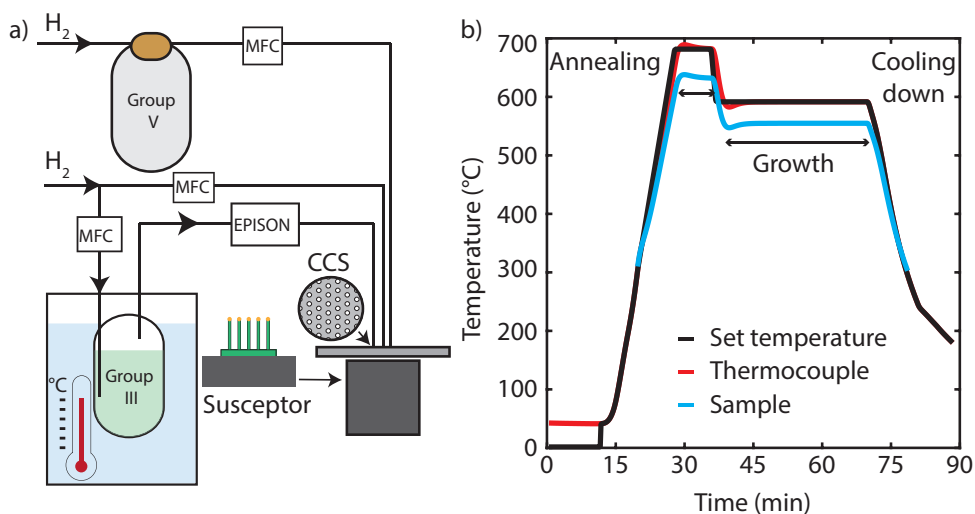 a)
H2
MFC
Group
V
H2
MFC
MFC
EPISON
CCS
°C
Group
III
Susceptor
b)
700
600
500
400
300
200
100
0
Temperature (°C)
Annealing
Cooling
down
Growth
Set temperature
Thermocouple
Sample
0
15
30
45
60
75
90
Time (min)